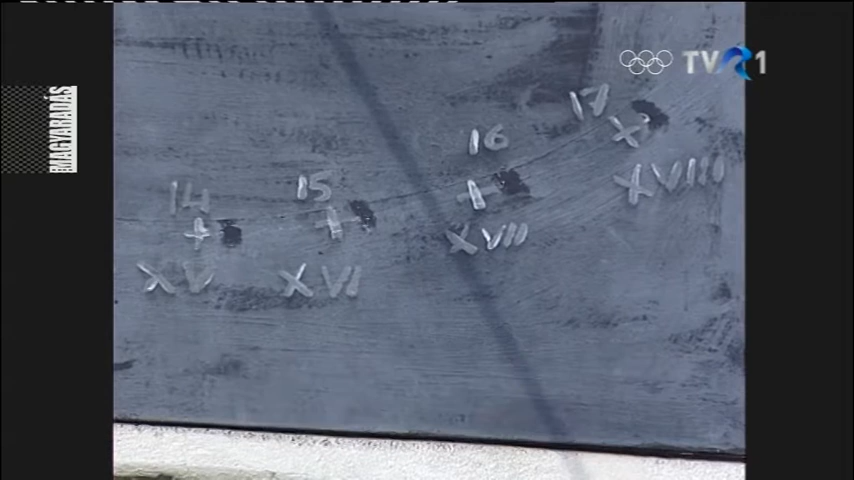 TVR1
MAGYARADÁS
14 15 16 17
XV XVI XVII XVIII